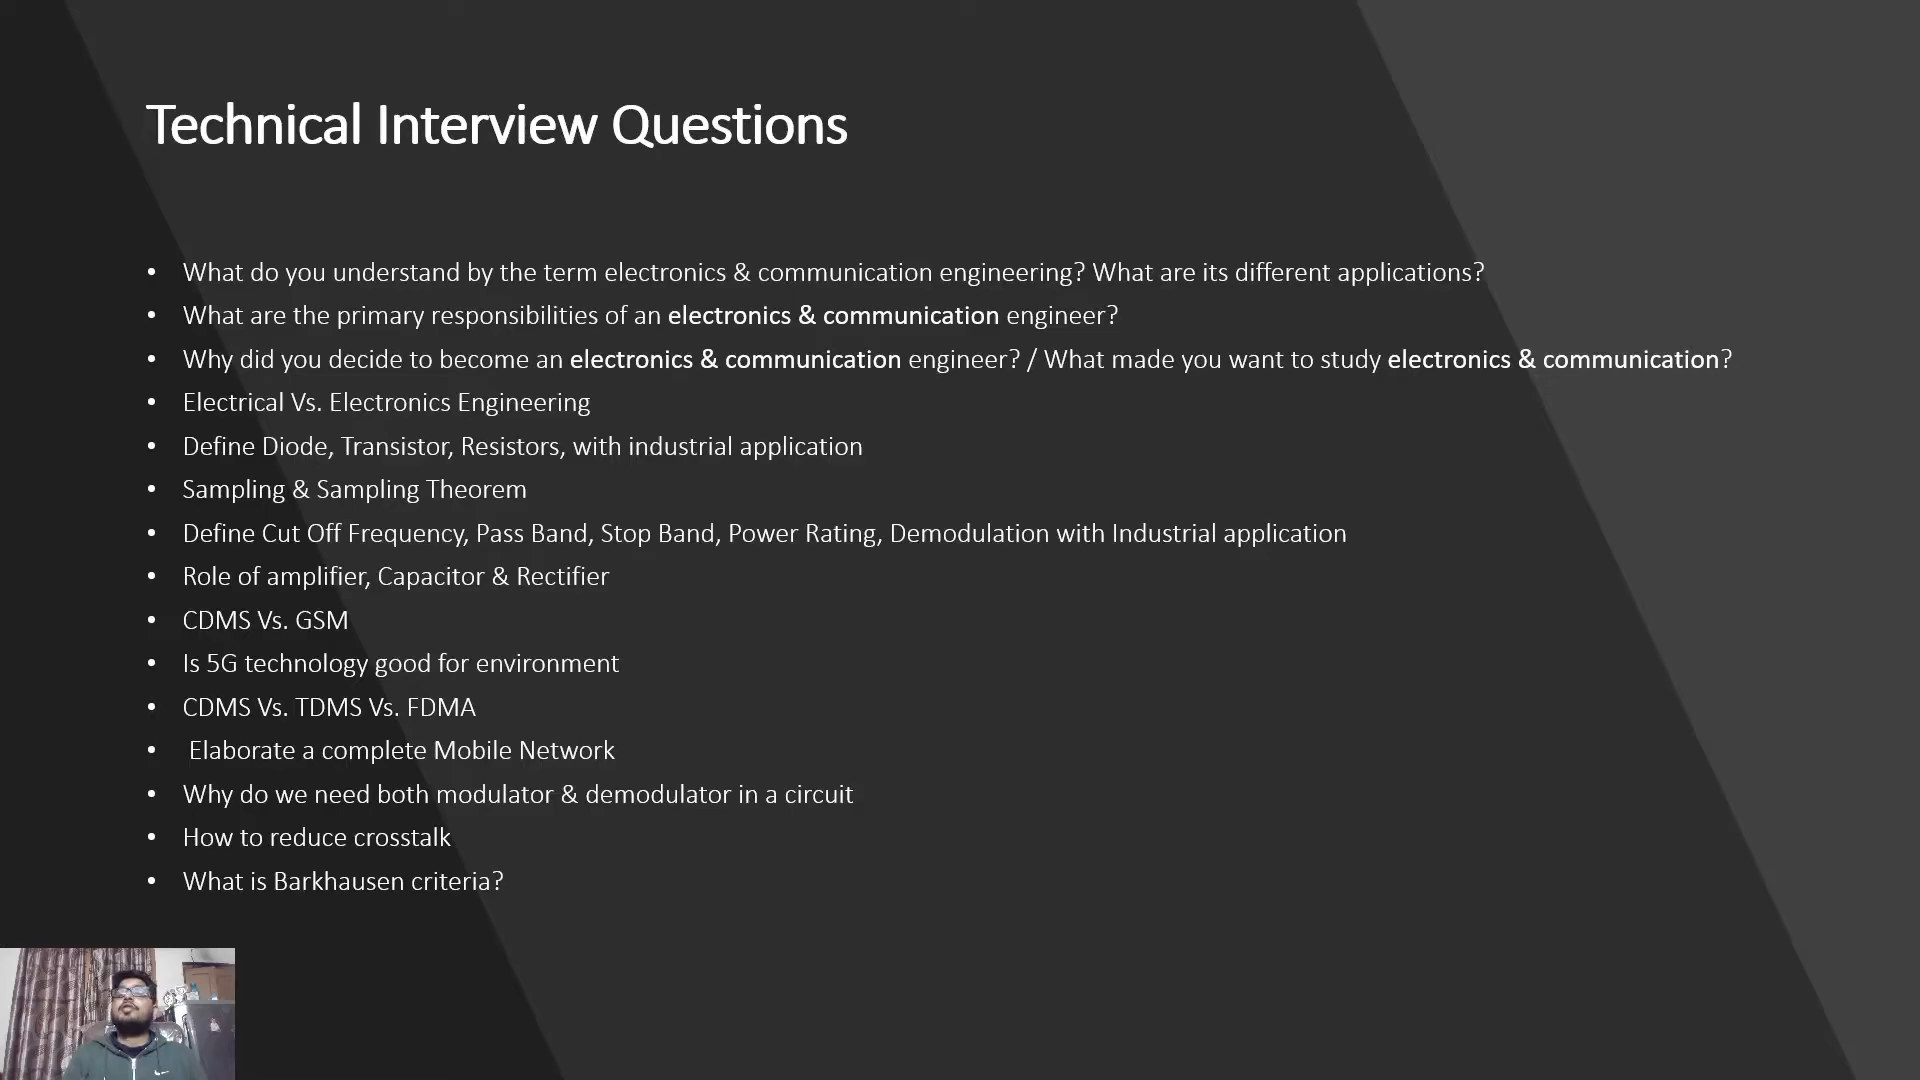 Technical Interview Questions
• What do you understand by the term electronics & communication engineering? What are its different applications?
• What are the primary responsibilities of an electronics & communication engineer?
• Why did you decide to become an electronics & communication engineer? / What made you want to study electronics & communication?
• Electrical Vs. Electronics Engineering
• Define Diode, Transistor, Resistors, with industrial application
• Sampling & Sampling Theorem
• Define Cut Off Frequency, Pass Band, Stop Band, Power Rating, Demodulation with Industrial application
• Role of amplifier, Capacitor & Rectifier
• CDMS Vs. GSM
• Is 5G technology good for environment
• CDMS Vs. TDMS Vs. FDMA
• Elaborate a complete Mobile Network
• Why do we need both modulator & demodulator in a circuit
• How to reduce crosstalk
• What is Barkhausen criteria?